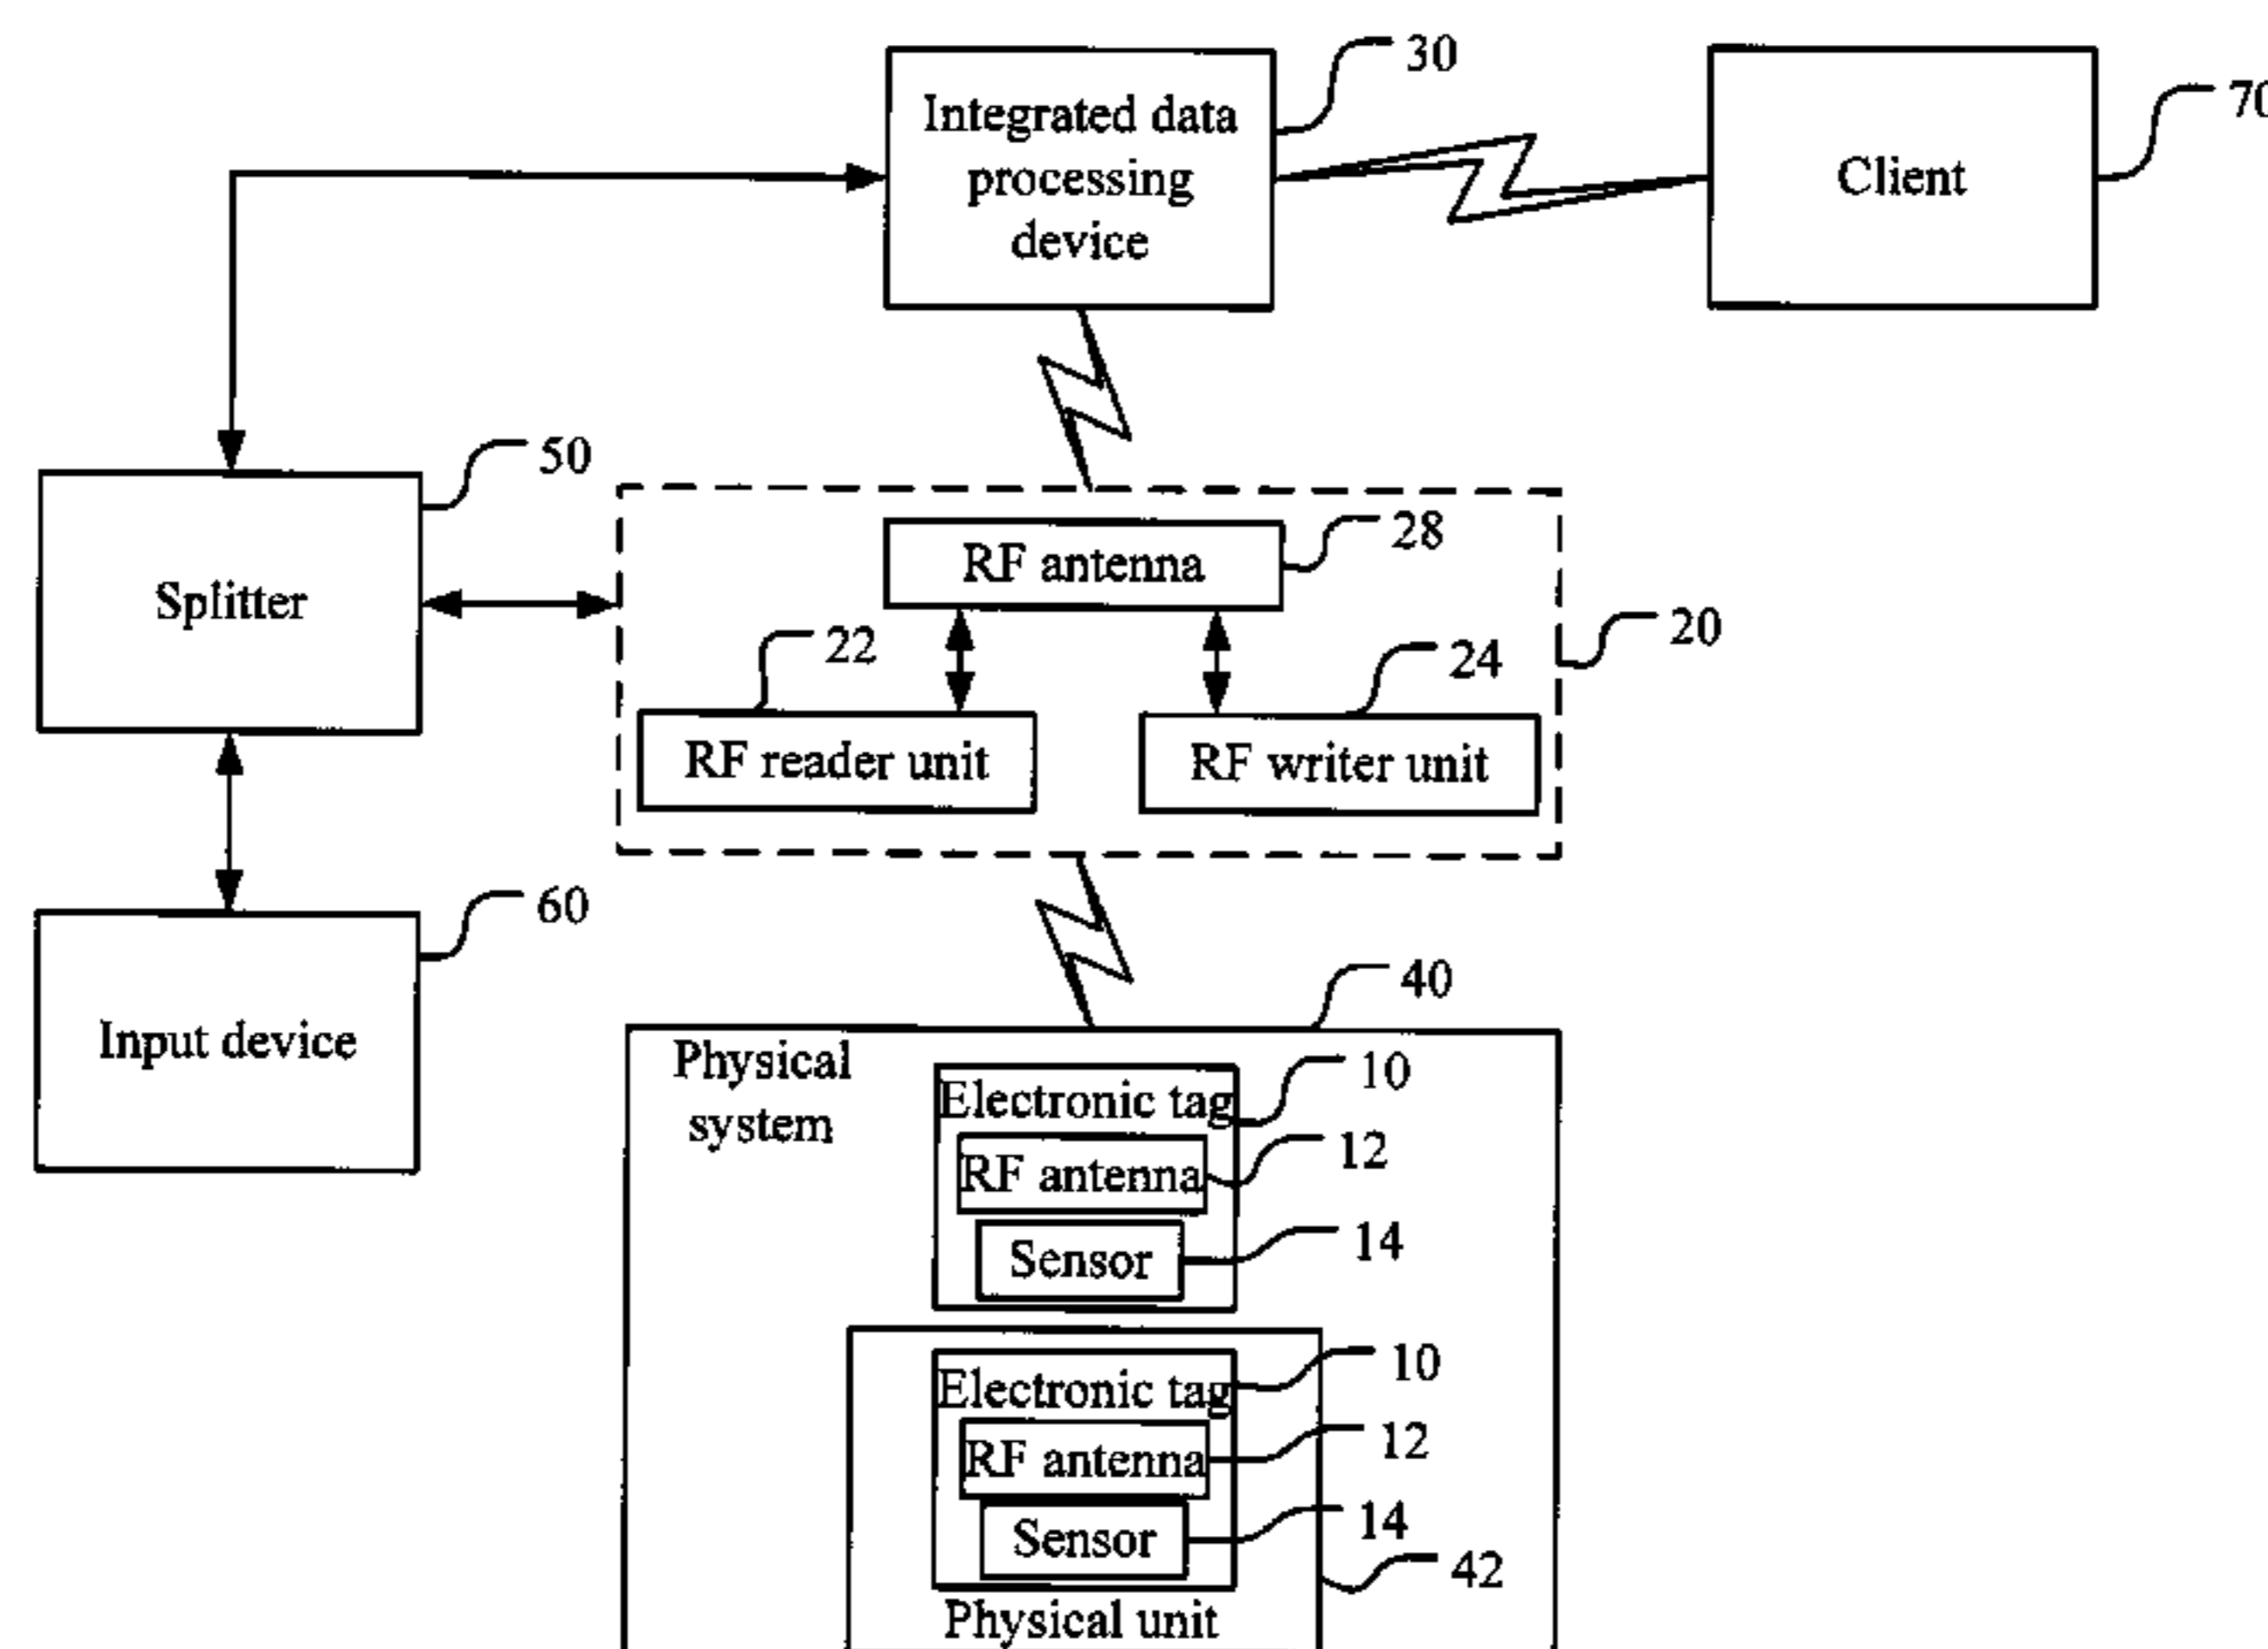 30
Integrated data
processing
device
Client
70
50
Splitter
RF antenna
28
20
22
24
RF reader unit
RF writer unit
60
Input device
40
Physical
system
Electronic tag
10
RF antenna
12
Sensor
14
Electronic tag
10
RF antenna
12
Sensor
14
42
Physical unit